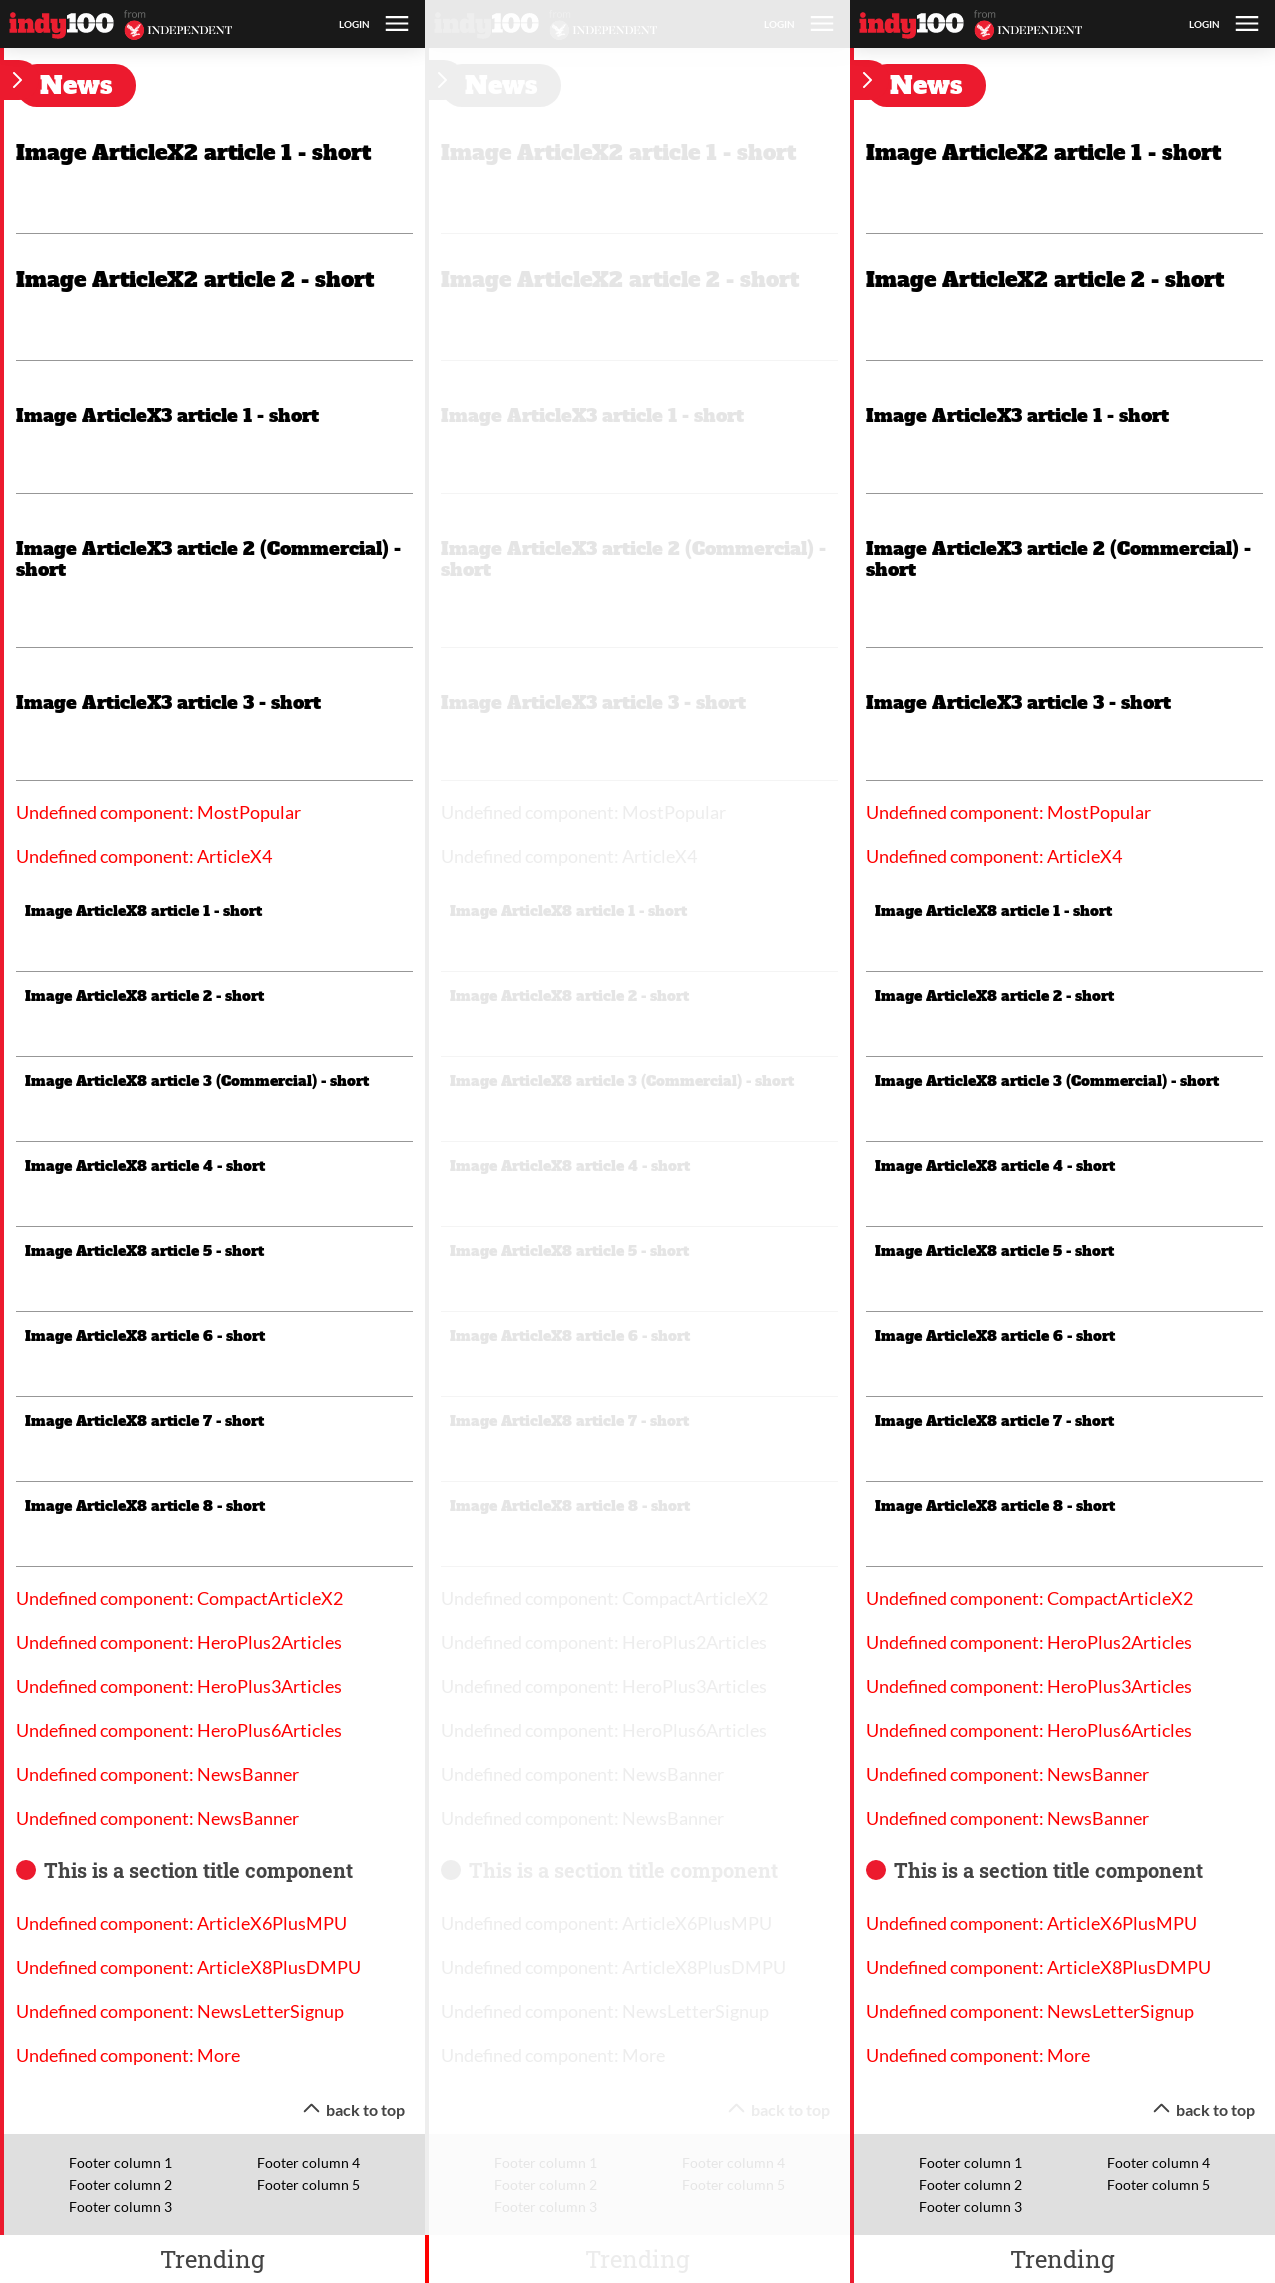 indy100 from INDEPENDENT LOGIN
News
Image ArticleX2 article 1 - short
Image ArticleX2 article 2 - short
Image ArticleX3 article 1 - short
Image ArticleX3 article 2 (Commercial) -
short
Image ArticleX3 article 3 - short
Undefined component: MostPopular
Undefined component: ArticleX4
Image ArticleX8 article 1 - short
Image ArticleX8 article 2 - short
Image ArticleX8 article 3 (Commercial) - short
Image ArticleX8 article 4 - short
Image ArticleX8 article 5 - short
Image ArticleX8 article 6 - short
Image ArticleX8 article 7 - short
Image ArticleX8 article 8 - short
Undefined component: CompactArticleX2
Undefined component: HeroPlus2Articles
Undefined component: HeroPlus3Articles
Undefined component: HeroPlus6Articles
Undefined component: NewsBanner
Undefined component: NewsBanner
This is a section title component
Undefined component: ArticleX6PlusMPU
Undefined component: ArticleX8PlusDMPU
Undefined component: NewsLetterSignup
Undefined component: More
back to top
Footer column 1
Footer column 2
Footer column 3
Footer column 4
Footer column 5
Trending
indy100 from INDEPENDENT LOGIN
News
Image ArticleX2 article 1 - short
Image ArticleX2 article 2 - short
Image ArticleX3 article 1 - short
Image ArticleX3 article 2 (Commercial) -
short
Image ArticleX3 article 3 - short
Undefined component: MostPopular
Undefined component: ArticleX4
Image ArticleX8 article 1 - short
Image ArticleX8 article 2 - short
Image ArticleX8 article 3 (Commercial) - short
Image ArticleX8 article 4 - short
Image ArticleX8 article 5 - short
Image ArticleX8 article 6 - short
Image ArticleX8 article 7 - short
Image ArticleX8 article 8 - short
Undefined component: CompactArticleX2
Undefined component: HeroPlus2Articles
Undefined component: HeroPlus3Articles
Undefined component: HeroPlus6Articles
Undefined component: NewsBanner
Undefined component: NewsBanner
This is a section title component
Undefined component: ArticleX6PlusMPU
Undefined component: ArticleX8PlusDMPU
Undefined component: NewsLetterSignup
Undefined component: More
back to top
Footer column 1
Footer column 2
Footer column 3
Footer column 4
Footer column 5
Trending
indy100 from INDEPENDENT LOGIN
News
Image ArticleX2 article 1 - short
Image ArticleX2 article 2 - short
Image ArticleX3 article 1 - short
Image ArticleX3 article 2 (Commercial) -
short
Image ArticleX3 article 3 - short
Undefined component: MostPopular
Undefined component: ArticleX4
Image ArticleX8 article 1 - short
Image ArticleX8 article 2 - short
Image ArticleX8 article 3 (Commercial) - short
Image ArticleX8 article 4 - short
Image ArticleX8 article 5 - short
Image ArticleX8 article 6 - short
Image ArticleX8 article 7 - short
Image ArticleX8 article 8 - short
Undefined component: CompactArticleX2
Undefined component: HeroPlus2Articles
Undefined component: HeroPlus3Articles
Undefined component: HeroPlus6Articles
Undefined component: NewsBanner
Undefined component: NewsBanner
This is a section title component
Undefined component: ArticleX6PlusMPU
Undefined component: ArticleX8PlusDMPU
Undefined component: NewsLetterSignup
Undefined component: More
back to top
Footer column 1
Footer column 2
Footer column 3
Footer column 4
Footer column 5
Trending